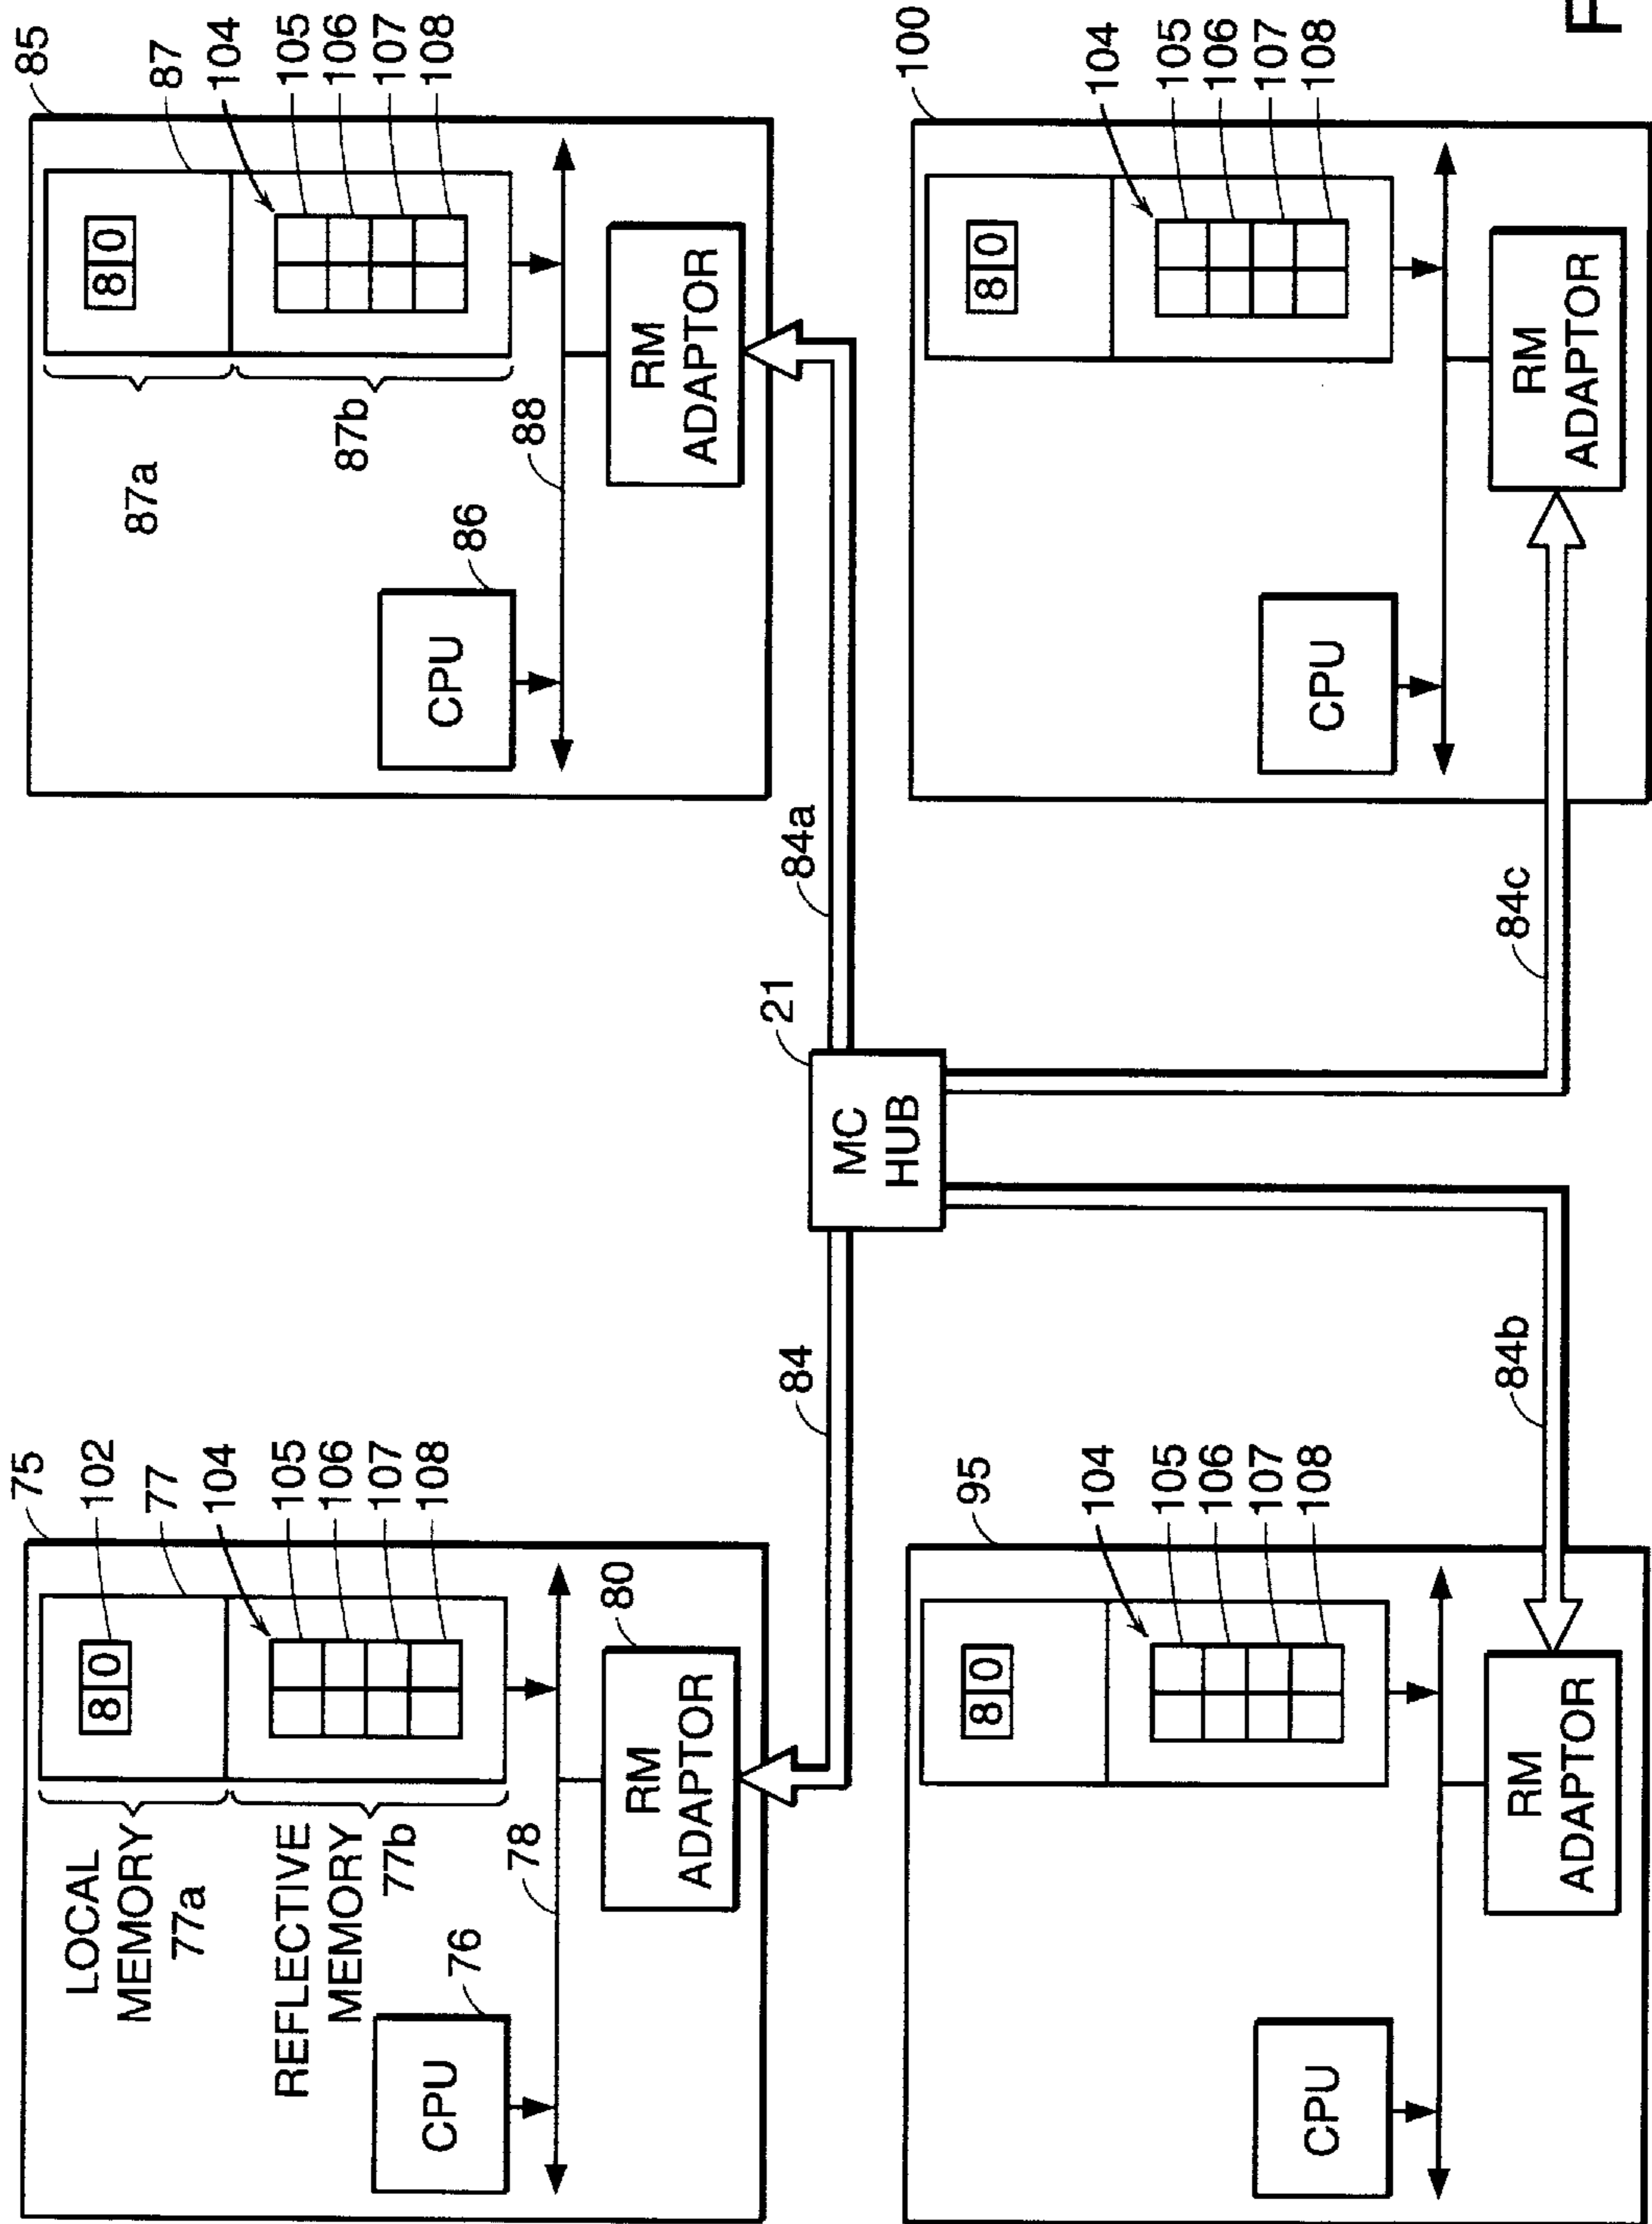 75
102
77
104
105
106
107
108
LOCAL
MEMORY
77a
REFLECTIVE
MEMORY
77b
8 0
76
CPU
78
80
RM
ADAPTOR
84
85
87
104
105
106
107
108
87a
87b
8 0
86
CPU
88
RM
ADAPTOR
84a
21
MC
HUB
95
104
105
106
107
108
8 0
CPU
RM
ADAPTOR
84b
100
104
105
106
107
108
8 0
CPU
RM
ADAPTOR
84c